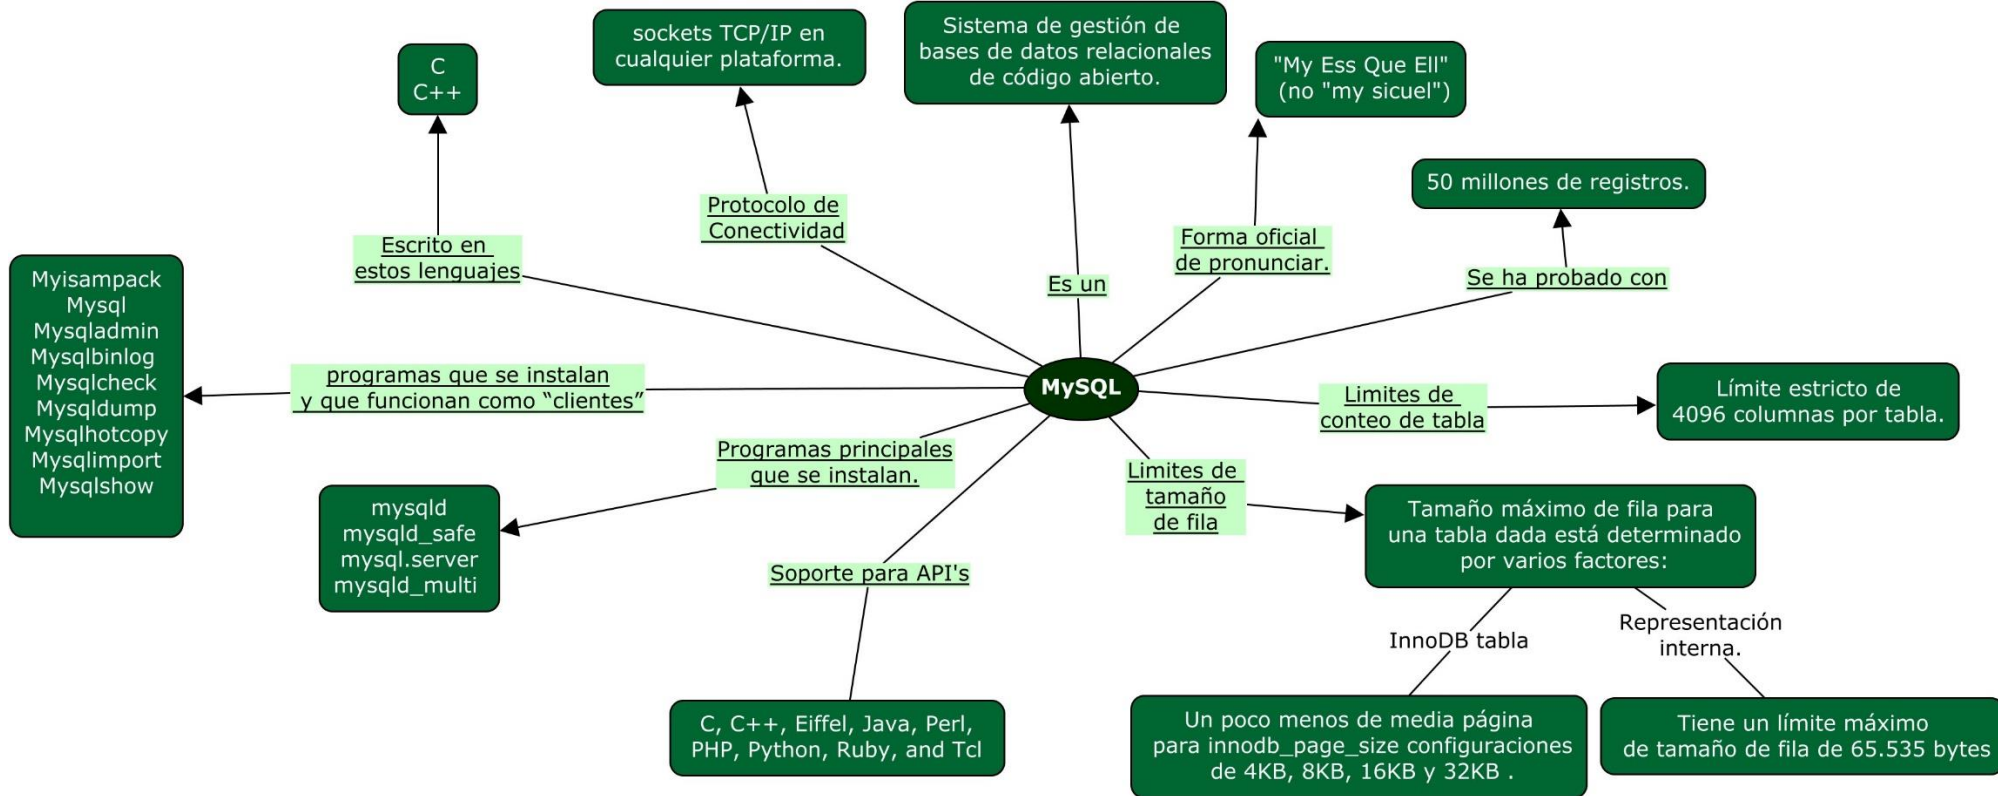 sockets TCP/IP en
cualquier plataforma.
Sistema de gestión de
bases de datos relacionales
de código abierto.
"My Ess Que Ell"
(no "my sicuel")
C
C++
50 millones de registros.
Protocolo de
Conectividad
Escrito en
estos lenguajes
Es un
Forma oficial
de pronunciar.
Se ha probado con
Myisampack
Mysql
Mysqladmin
Mysqlbinlog
Mysqlcheck
Mysqldump
Mysqlhotcopy
Mysqlimport
Mysqlshow
programas que se instalan
y que funcionan como “clientes”
MySQL
Limites de
conteo de tabla
Límite estricto de
4096 columnas por tabla.
Programas principales
que se instalan.
Limites de
tamaño
de fila
mysqld
mysqld_safe
mysql.server
mysqld_multi
Tamaño máximo de fila para
una tabla dada está determinado
por varios factores:
Soporte para API's
InnoDB tabla
Representación
interna.
C, C++, Eiffel, Java, Perl,
PHP, Python, Ruby, and Tcl
Un poco menos de media página
para innodb_page_size configuraciones
de 4KB, 8KB, 16KB y 32KB .
Tiene un límite máximo
de tamaño de fila de 65.535 bytes